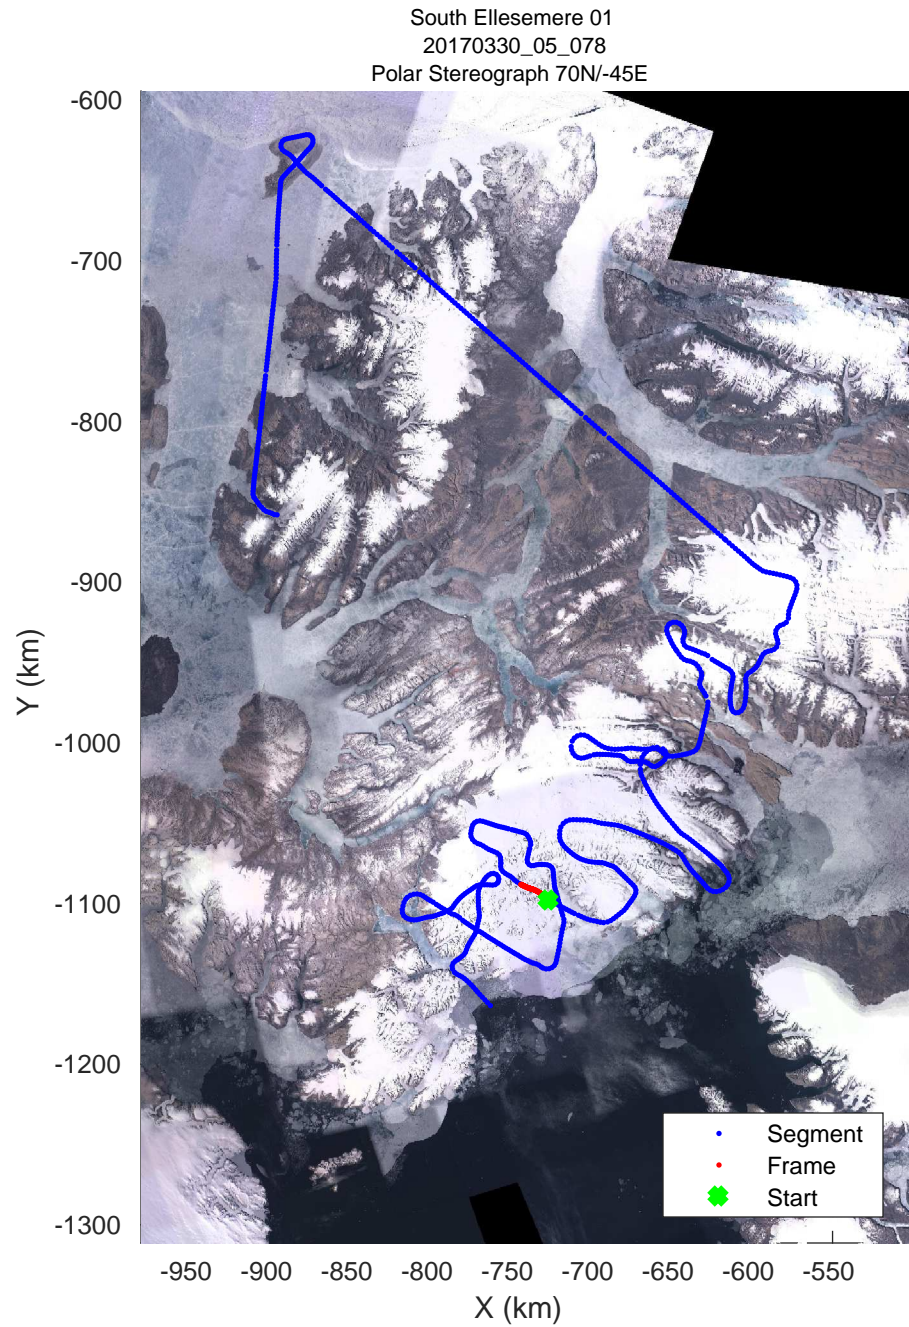 South Ellesemere 01
20170330_05_078
Polar Stereograph 70N/-45E
-600
-700
-800
-900
-1000
-1100
-1200
-1300
Y (km)
Segment
Frame
Start
-950 -900 -850 -800 -750 -700 -650 -600 -550
X (km)